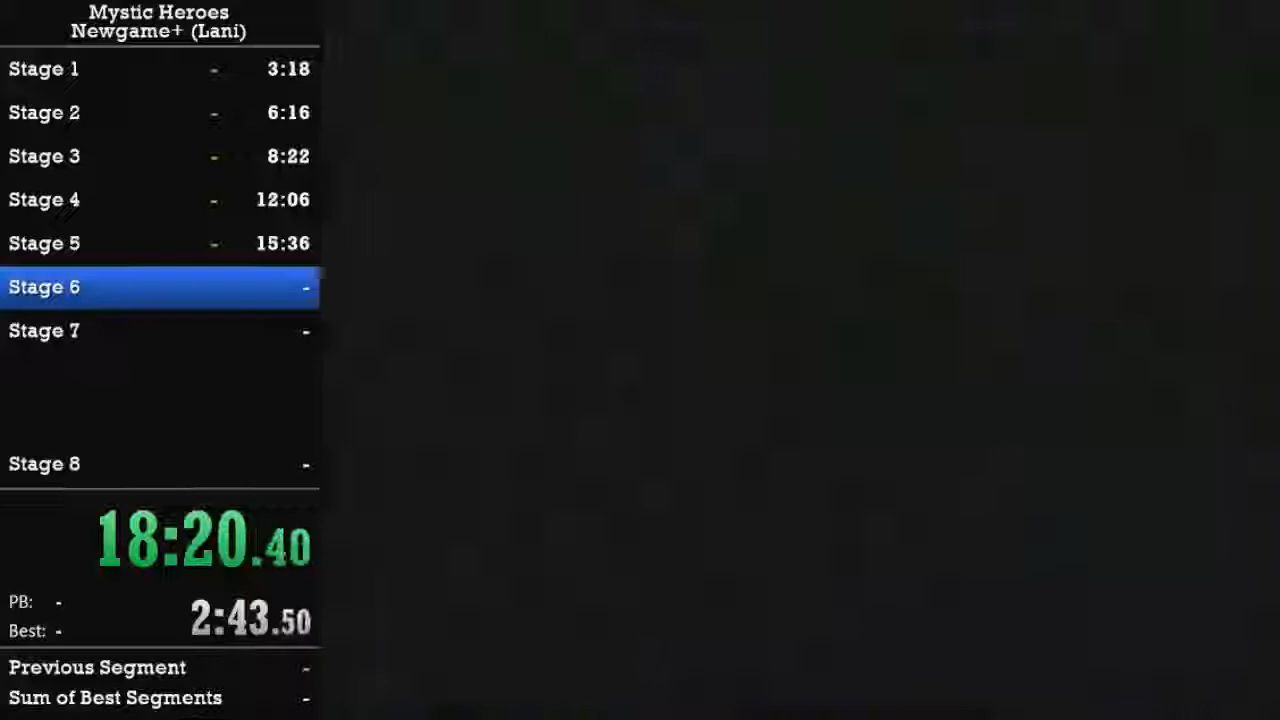 Mystic Heroes
Newgame+ (Lani)
Stage 1 - 3:18
Stage 2 - 6:16
Stage 3 - 8:22
Stage 4 - 12:06
Stage 5 - 15:36
Stage 6 -
Stage 7 -
Stage 8 -
18:20.40
PB: - 2:43.50
Best: -
Previous Segment -
Sum of Best Segments -